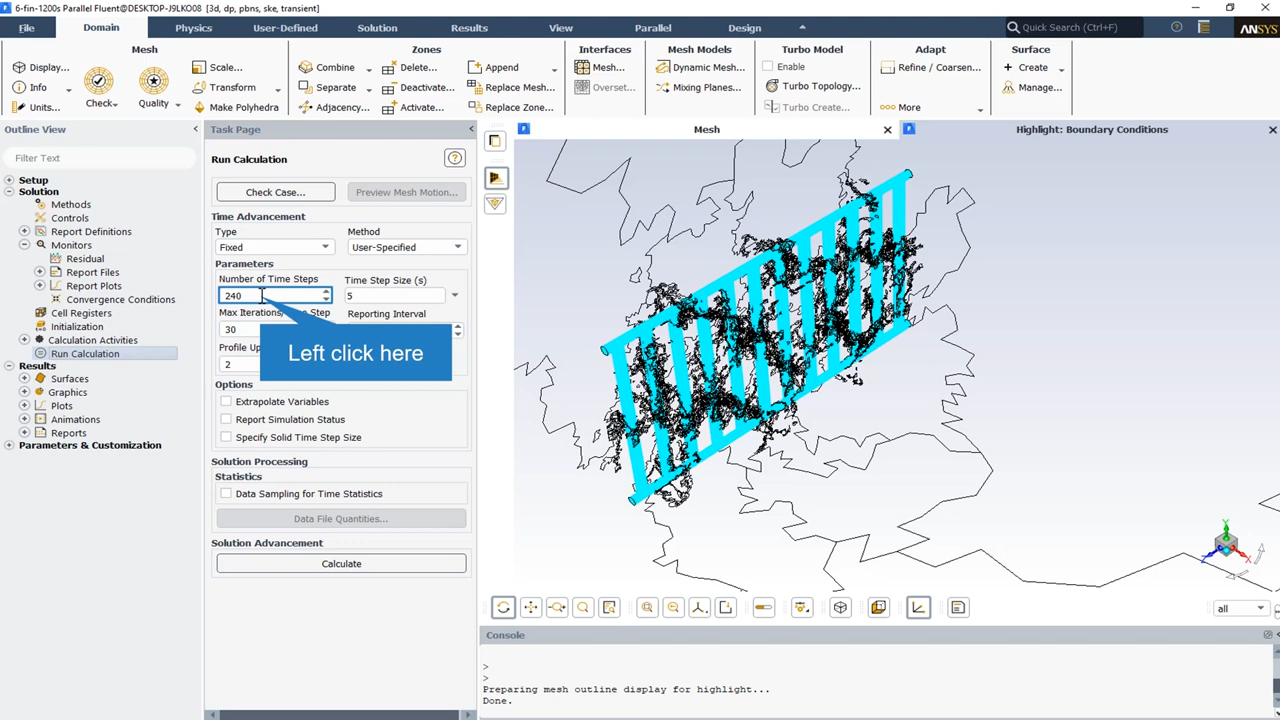 6-fin-1200s Parallel Fluent@DESKTOP-J9LKO08 [3d, dp, pbns, ske, transient]
File Domain Physics User-Defined Solution Results View Parallel Design Quick Search (Ctrl+F) ANSYS
Mesh Zones Interfaces Mesh Models Turbo Model Adapt Surface
Display... Scale... Combine Delete... Append Mesh... Dynamic Mesh... Enable Refine / Coarsen... Create
Info Check Quality Transform Separate Deactivate... Replace Mesh... Overset... Mixing Planes... Turbo Topology... Manage...
Units... Make Polyhedra Adjacency... Activate... Replace Zone... Turbo Create... More
Outline View
Filter Text
Setup
Solution
Methods
Controls
Report Definitions
Monitors
Residual
Report Files
Report Plots
Convergence Conditions
Cell Registers
Initialization
Calculation Activities
Run Calculation
Results
Surfaces
Graphics
Plots
Animations
Reports
Parameters & Customization
Task Page
Run Calculation
Check Case... Preview Mesh Motion...
Time Advancement
Type Method
Fixed User-Specified
Parameters
Number of Time Steps Time Step Size (s)
240 5
Max Iterations/ Step Reporting Interval
30
Profile Up
2
Left click here
Options
Extrapolate Variables
Report Simulation Status
Specify Solid Time Step Size
Solution Processing
Statistics
Data Sampling for Time Statistics
Data File Quantities...
Solution Advancement
Calculate
Mesh Highlight: Boundary Conditions
Y
Z X
all
Console
>
>
Preparing mesh outline display for highlight...
Done.